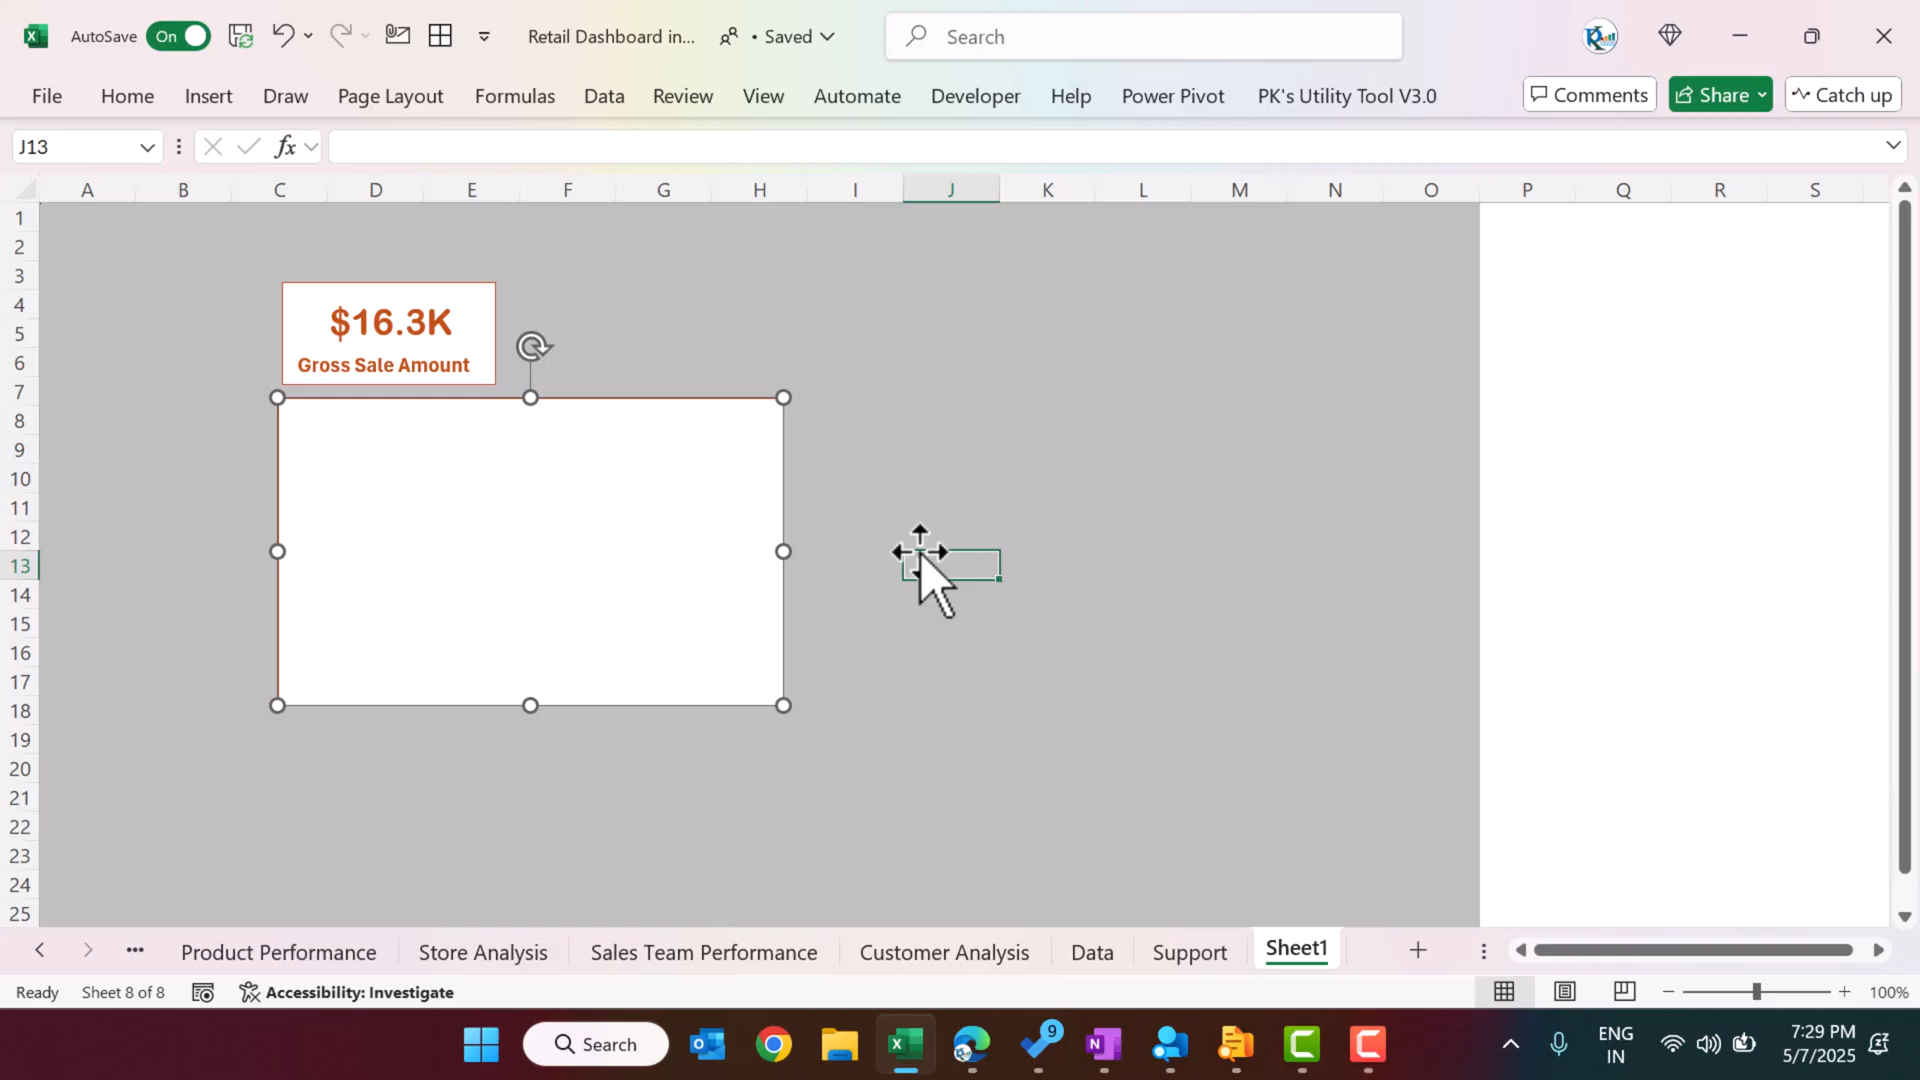 AutoSave On Retail Dashboard in... • Saved Search
File Home Insert Draw Page Layout Formulas Data Review View Automate Developer Help Power Pivot PK's Utility Tool V3.0 Comments Share Catch up
J13 fx
A B C D E F G H I J K L M N O P Q R S
1
2
3
4
5
6
7
8
9
10
11
12
13
14
15
16
17
18
19
20
21
22
23
24
25
$16.3K
Gross Sale Amount
Product Performance Store Analysis Sales Team Performance Customer Analysis Data Support Sheet1
Ready Sheet 8 of 8 Accessibility: Investigate 100%
Search 9 ENG 7:29 PM
IN 5/7/2025